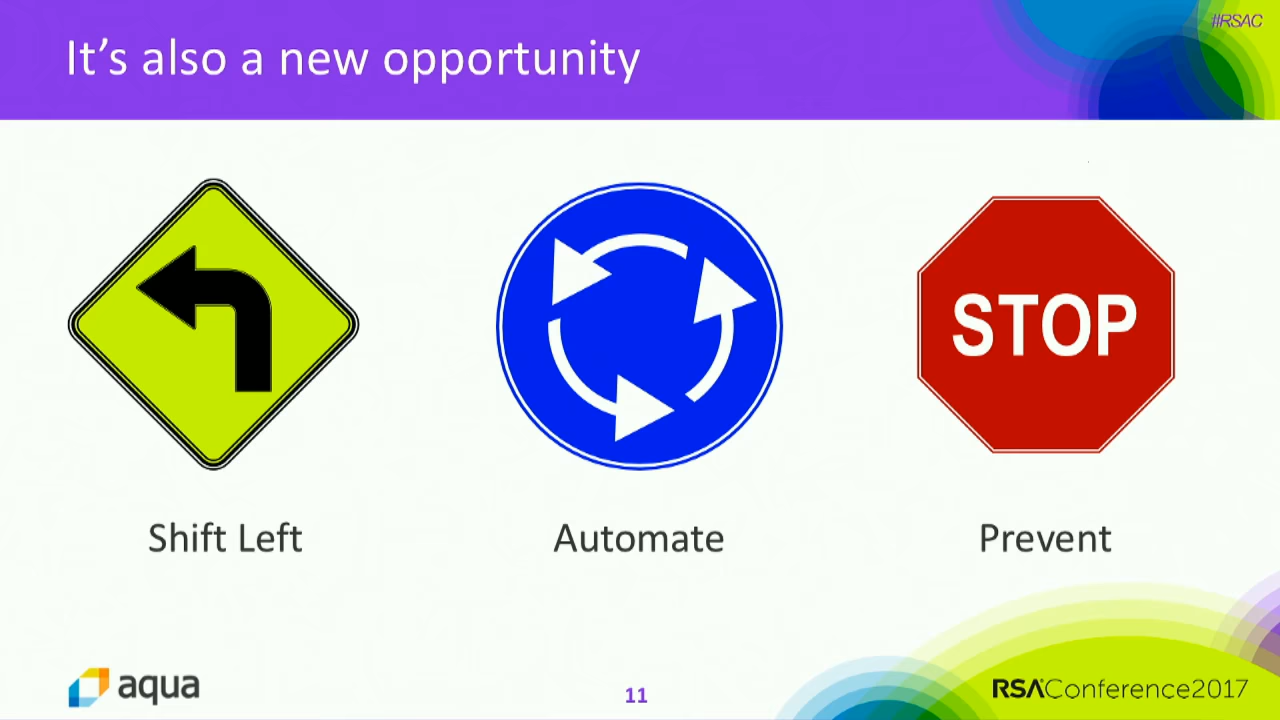 #RSAC
It's also a new opportunity
STOP
Shift Left
Automate
Prevent
aqua
11
RSAConference2017